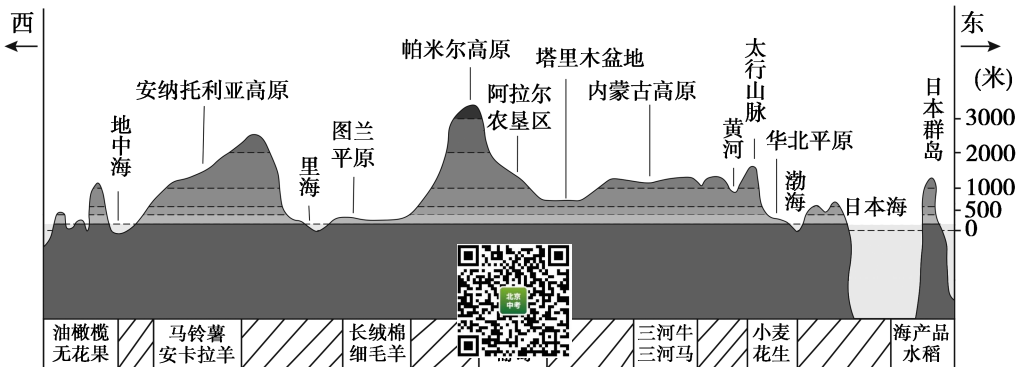 西
东
(米)
3000
2000
1000
500
0
地中海
安纳托利亚高原
里海
图兰
平原
帕米尔高原
阿拉尔
农垦区
塔里木盆地
内蒙古高原
黄河
太行山脉
华北平原
渤海
日本海
日本群岛
北京
中考
油橄榄
无花果
马铃薯
安卡拉羊
长绒棉
细毛羊
三河牛
三河马
小麦
花生
海产品
水稻